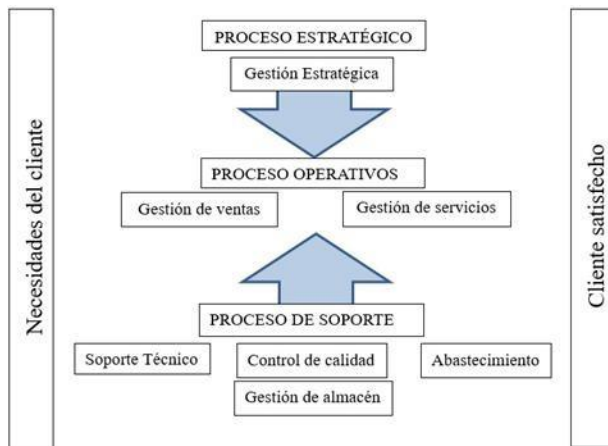 Necesidades del cliente
PROCESO ESTRATÉGICO
Gestión Estratégica
PROCESO OPERATIVOS
Gestión de ventas
Gestión de servicios
PROCESO DE SOPORTE
Soporte Técnico
Control de calidad
Abastecimiento
Gestión de almacén
Cliente satisfecho